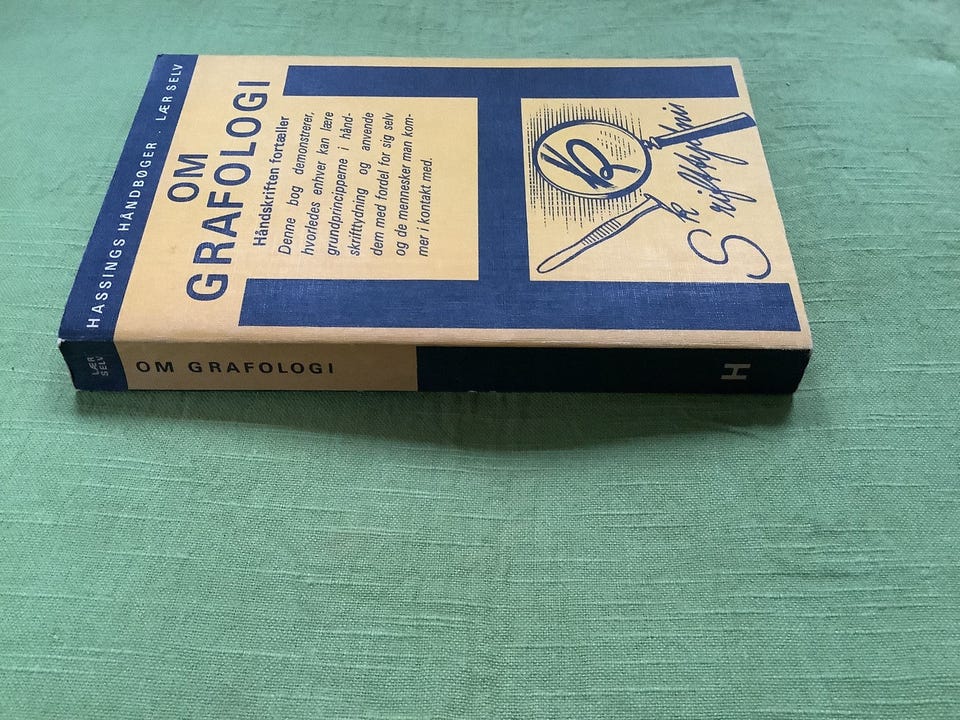 HASSINGS HÅNDBØGER · LÆR SELV
OM
GRAFOLOGI
Håndskriften fortæller
Denne bog demonstrerer,
hvorledes enhver kan lære
grundprincipperne i hånd-
skrifttydning og anvende
dem med fordel for sig selv
og de mennesker man kom-
mer i kontakt med.
LÆR
SELV
OM GRAFOLOGI
H